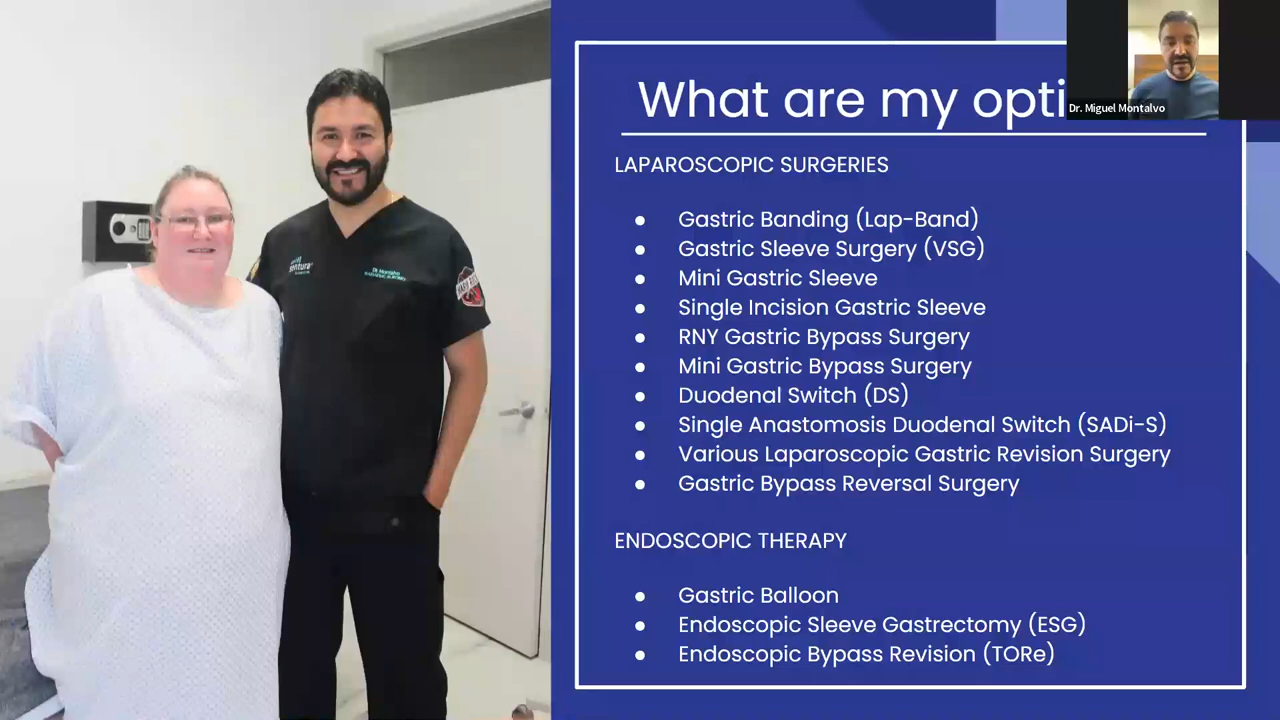 What are my opti
Dr. Miguel Montalvo
LAPAROSCOPIC SURGERIES
● Gastric Banding (Lap-Band)
● Gastric Sleeve Surgery (VSG)
● Mini Gastric Sleeve
● Single Incision Gastric Sleeve
● RNY Gastric Bypass Surgery
● Mini Gastric Bypass Surgery
● Duodenal Switch (DS)
● Single Anastomosis Duodenal Switch (SADi-S)
● Various Laparoscopic Gastric Revision Surgery
● Gastric Bypass Reversal Surgery
ENDOSCOPIC THERAPY
● Gastric Balloon
● Endoscopic Sleeve Gastrectomy (ESG)
● Endoscopic Bypass Revision (TORe)
Dr. Montalvo